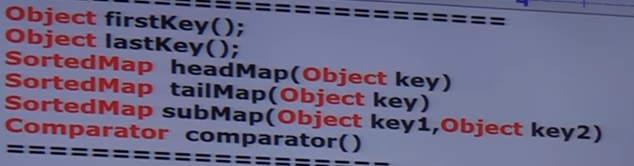 ===================================
Object firstKey();
Object lastKey();
SortedMap headMap(Object key)
SortedMap tailMap(Object key)
SortedMap subMap(Object key1,Object key2)
Comparator comparator()
===========================